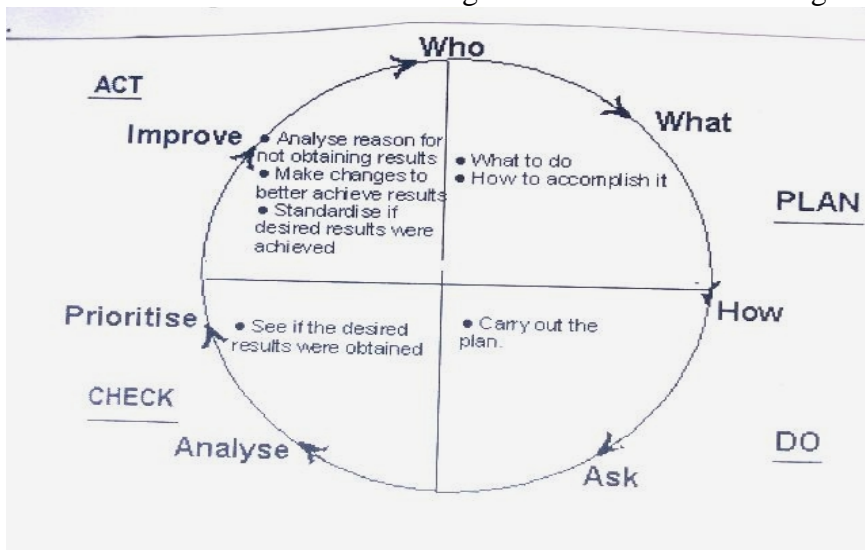 Who
ACT
What
Improve
• Analyse reason for
not obtaining results
• Make changes to
better achieve results
• Standardise if
desired results were
achieved
• What to do
• How to accomplish it
PLAN
How
Prioritise
• See if the desired
results were obtained
• Carry out the
plan.
CHECK
Analyse
DO
Ask